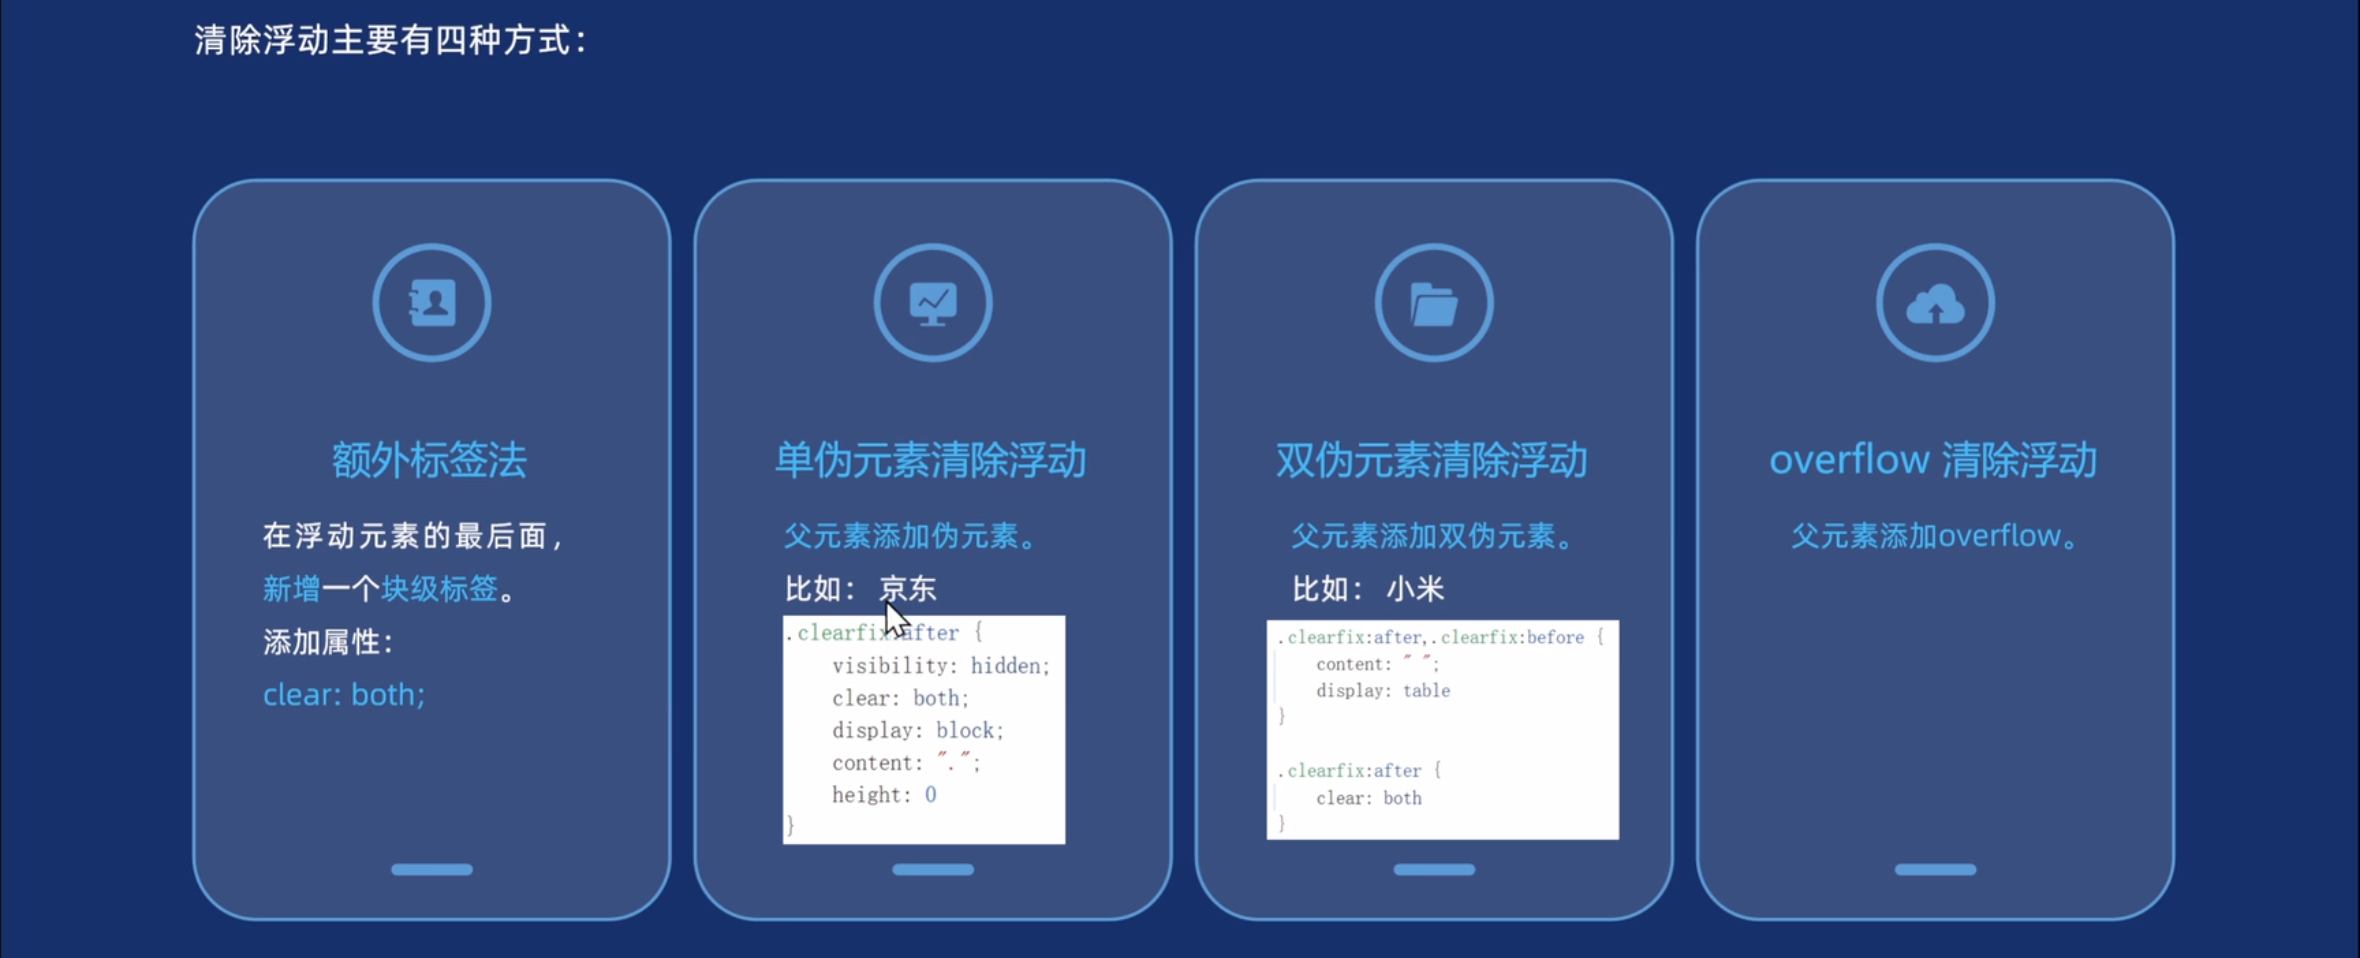 清除浮动主要有四种方式：
额外标签法
在浮动元素的最后面，
新增一个块级标签。
添加属性：
clear: both;
单伪元素清除浮动
父元素添加伪元素。
比如： 京东
.clearfix:after {
visibility: hidden;
clear: both;
display: block;
content: ".";
height: 0
}
双伪元素清除浮动
父元素添加双伪元素。
比如： 小米
.clearfix:after,.clearfix:before {
content: " ";
display: table
}
.clearfix:after {
clear: both
}
overflow 清除浮动
父元素添加overflow。